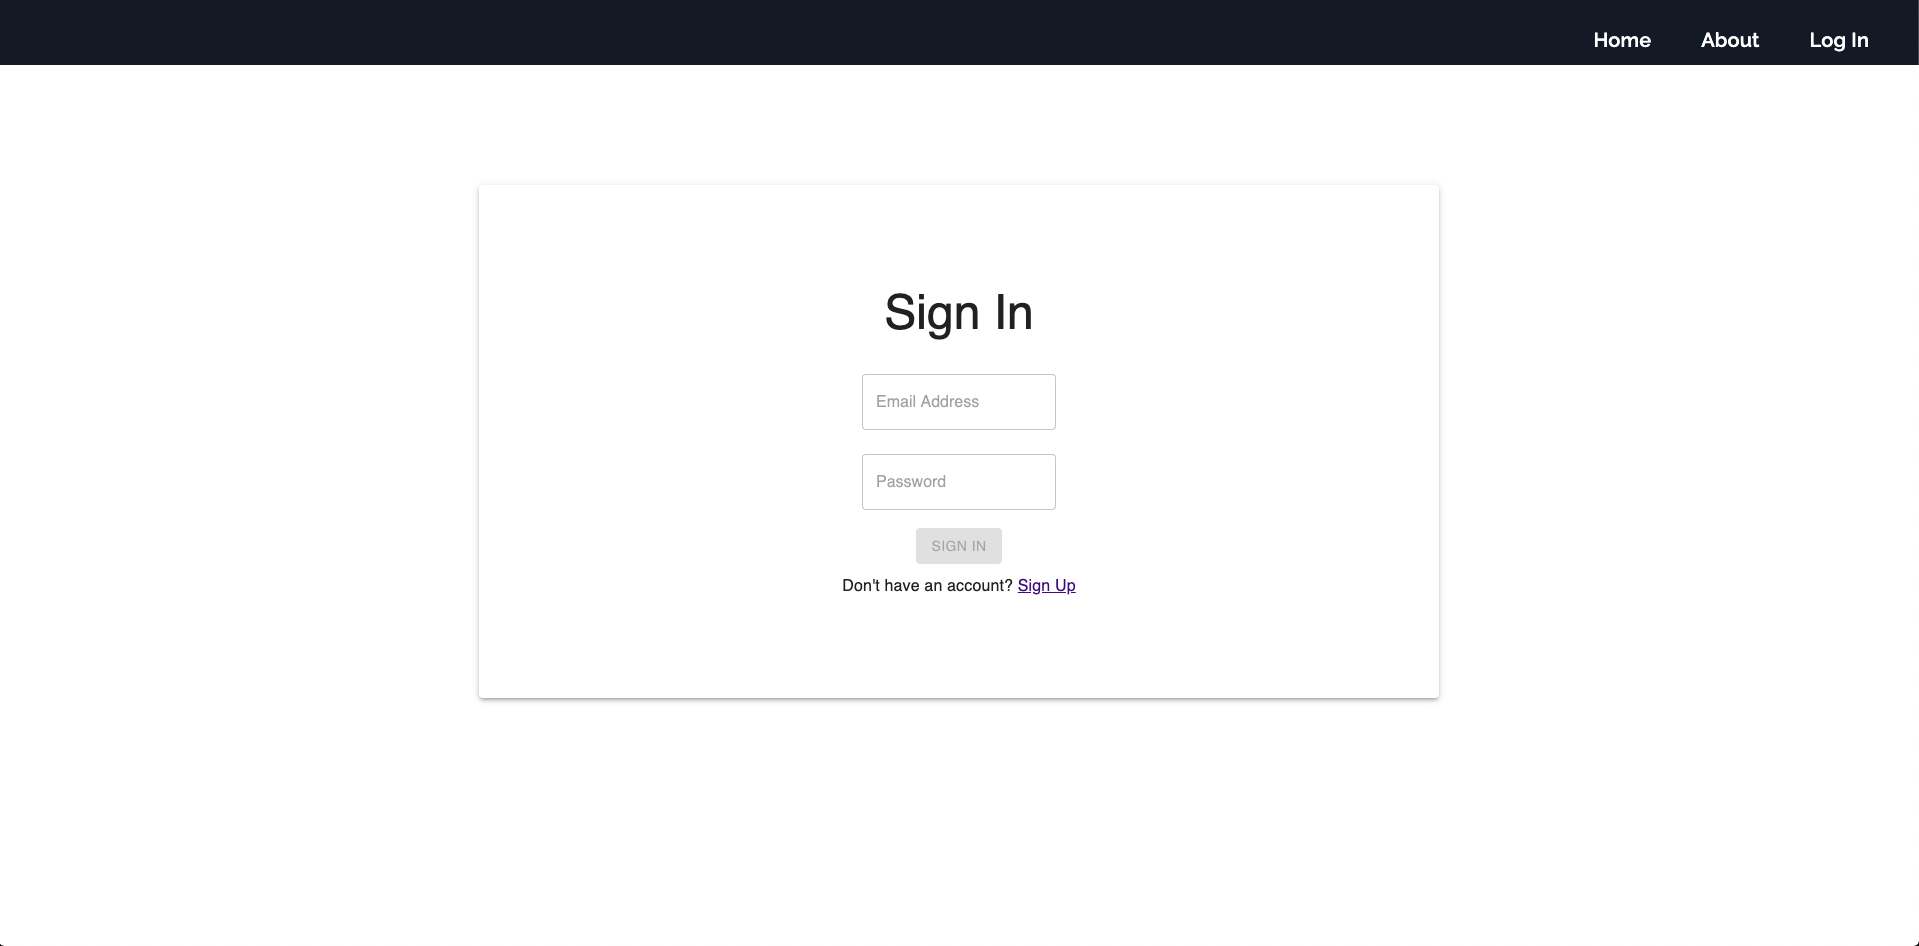 Home About Log In
Sign In
Email Address
Password
SIGN IN
Don't have an account? Sign Up